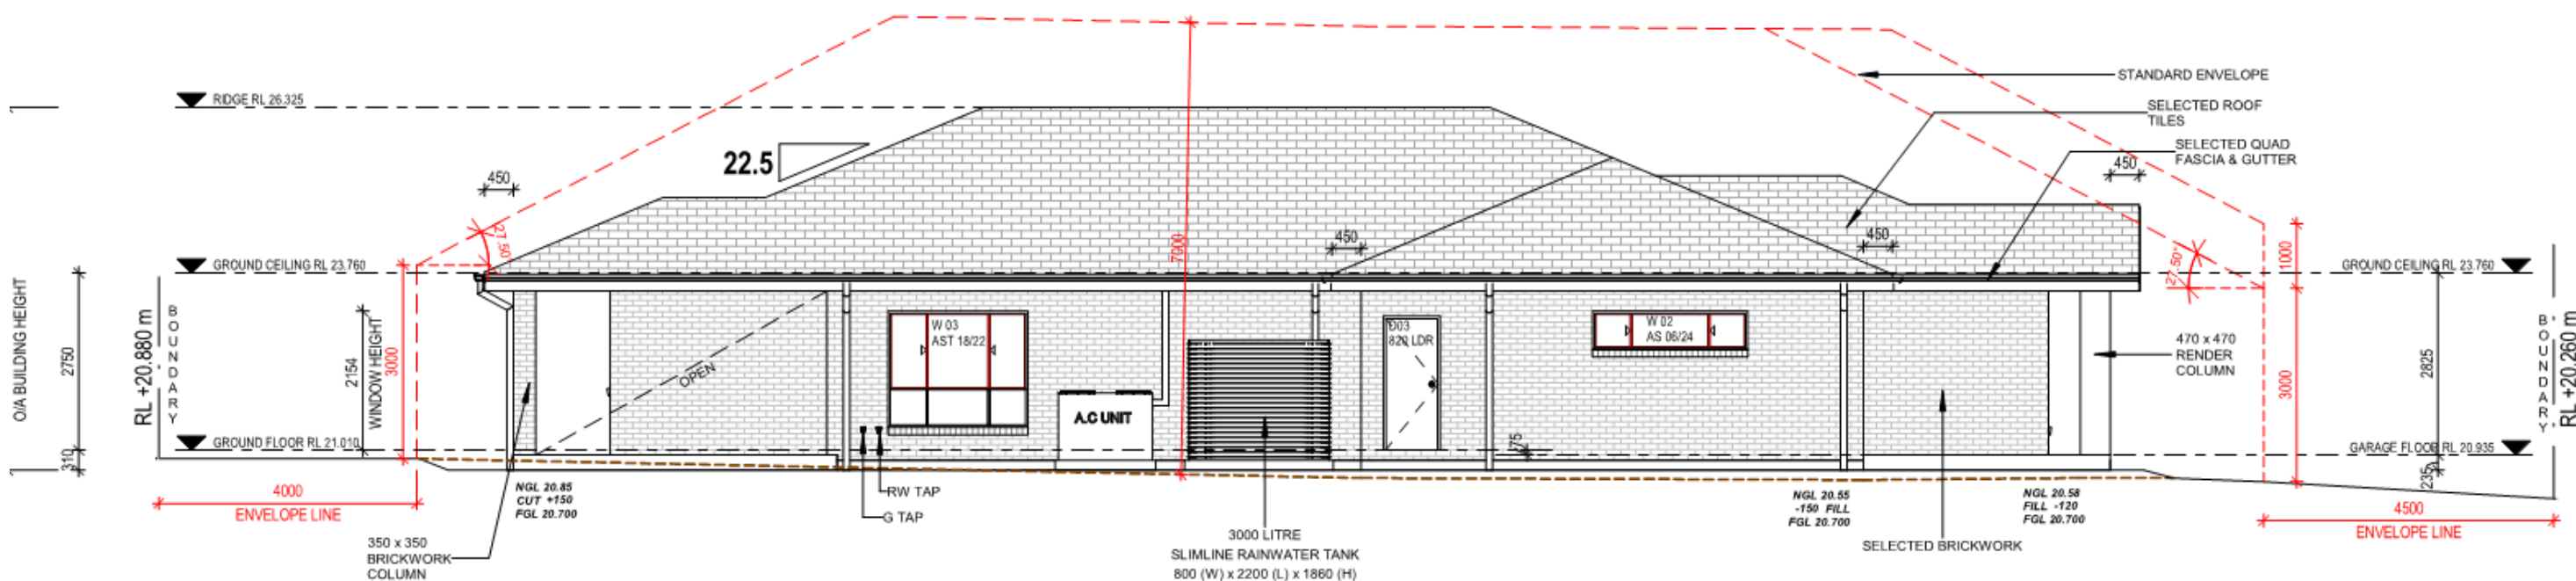 STANDARD ENVELOPE
RIDGE RL 26.325
SELECTED ROOF
TILES
SELECTED QUAD
FASCIA & GUTTER
22.5
450
450
450
450
27.50°
27.50°
7000
1000
GROUND CEILING RL 23.760
GROUND CEILING RL 23.760
O/A BUILDING HEIGHT
2750
310
RL +20.880 m
BOUNDARY
2154
WINDOW HEIGHT
3000
OPEN
W 03
AST 18/22
A.C UNIT
D03
820 LDR
W 02
AS 06/24
75
470 x 470
RENDER
COLUMN
3000
2825
235
BOUNDARY
RL +20.260 m
GROUND FLOOR RL 21.010
GARAGE FLOOR RL 20.935
4000
ENVELOPE LINE
NGL 20.85
CUT +150
FGL 20.700
RW TAP
G TAP
350 x 350
BRICKWORK
COLUMN
3000 LITRE
SLIMLINE RAINWATER TANK
800 (W) x 2200 (L) x 1860 (H)
NGL 20.55
-150 FILL
FGL 20.700
NGL 20.58
FILL -120
FGL 20.700
SELECTED BRICKWORK
4500
ENVELOPE LINE